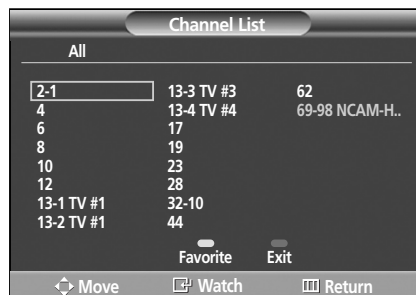 Channel List
All
2-1
4
6
8
10
12
13-1 TV #1
13-2 TV #1
13-3 TV #3
13-4 TV #4
17
19
23
28
32-10
44
62
69-98 NCAM-H..
Favorite Exit
Move Watch Return